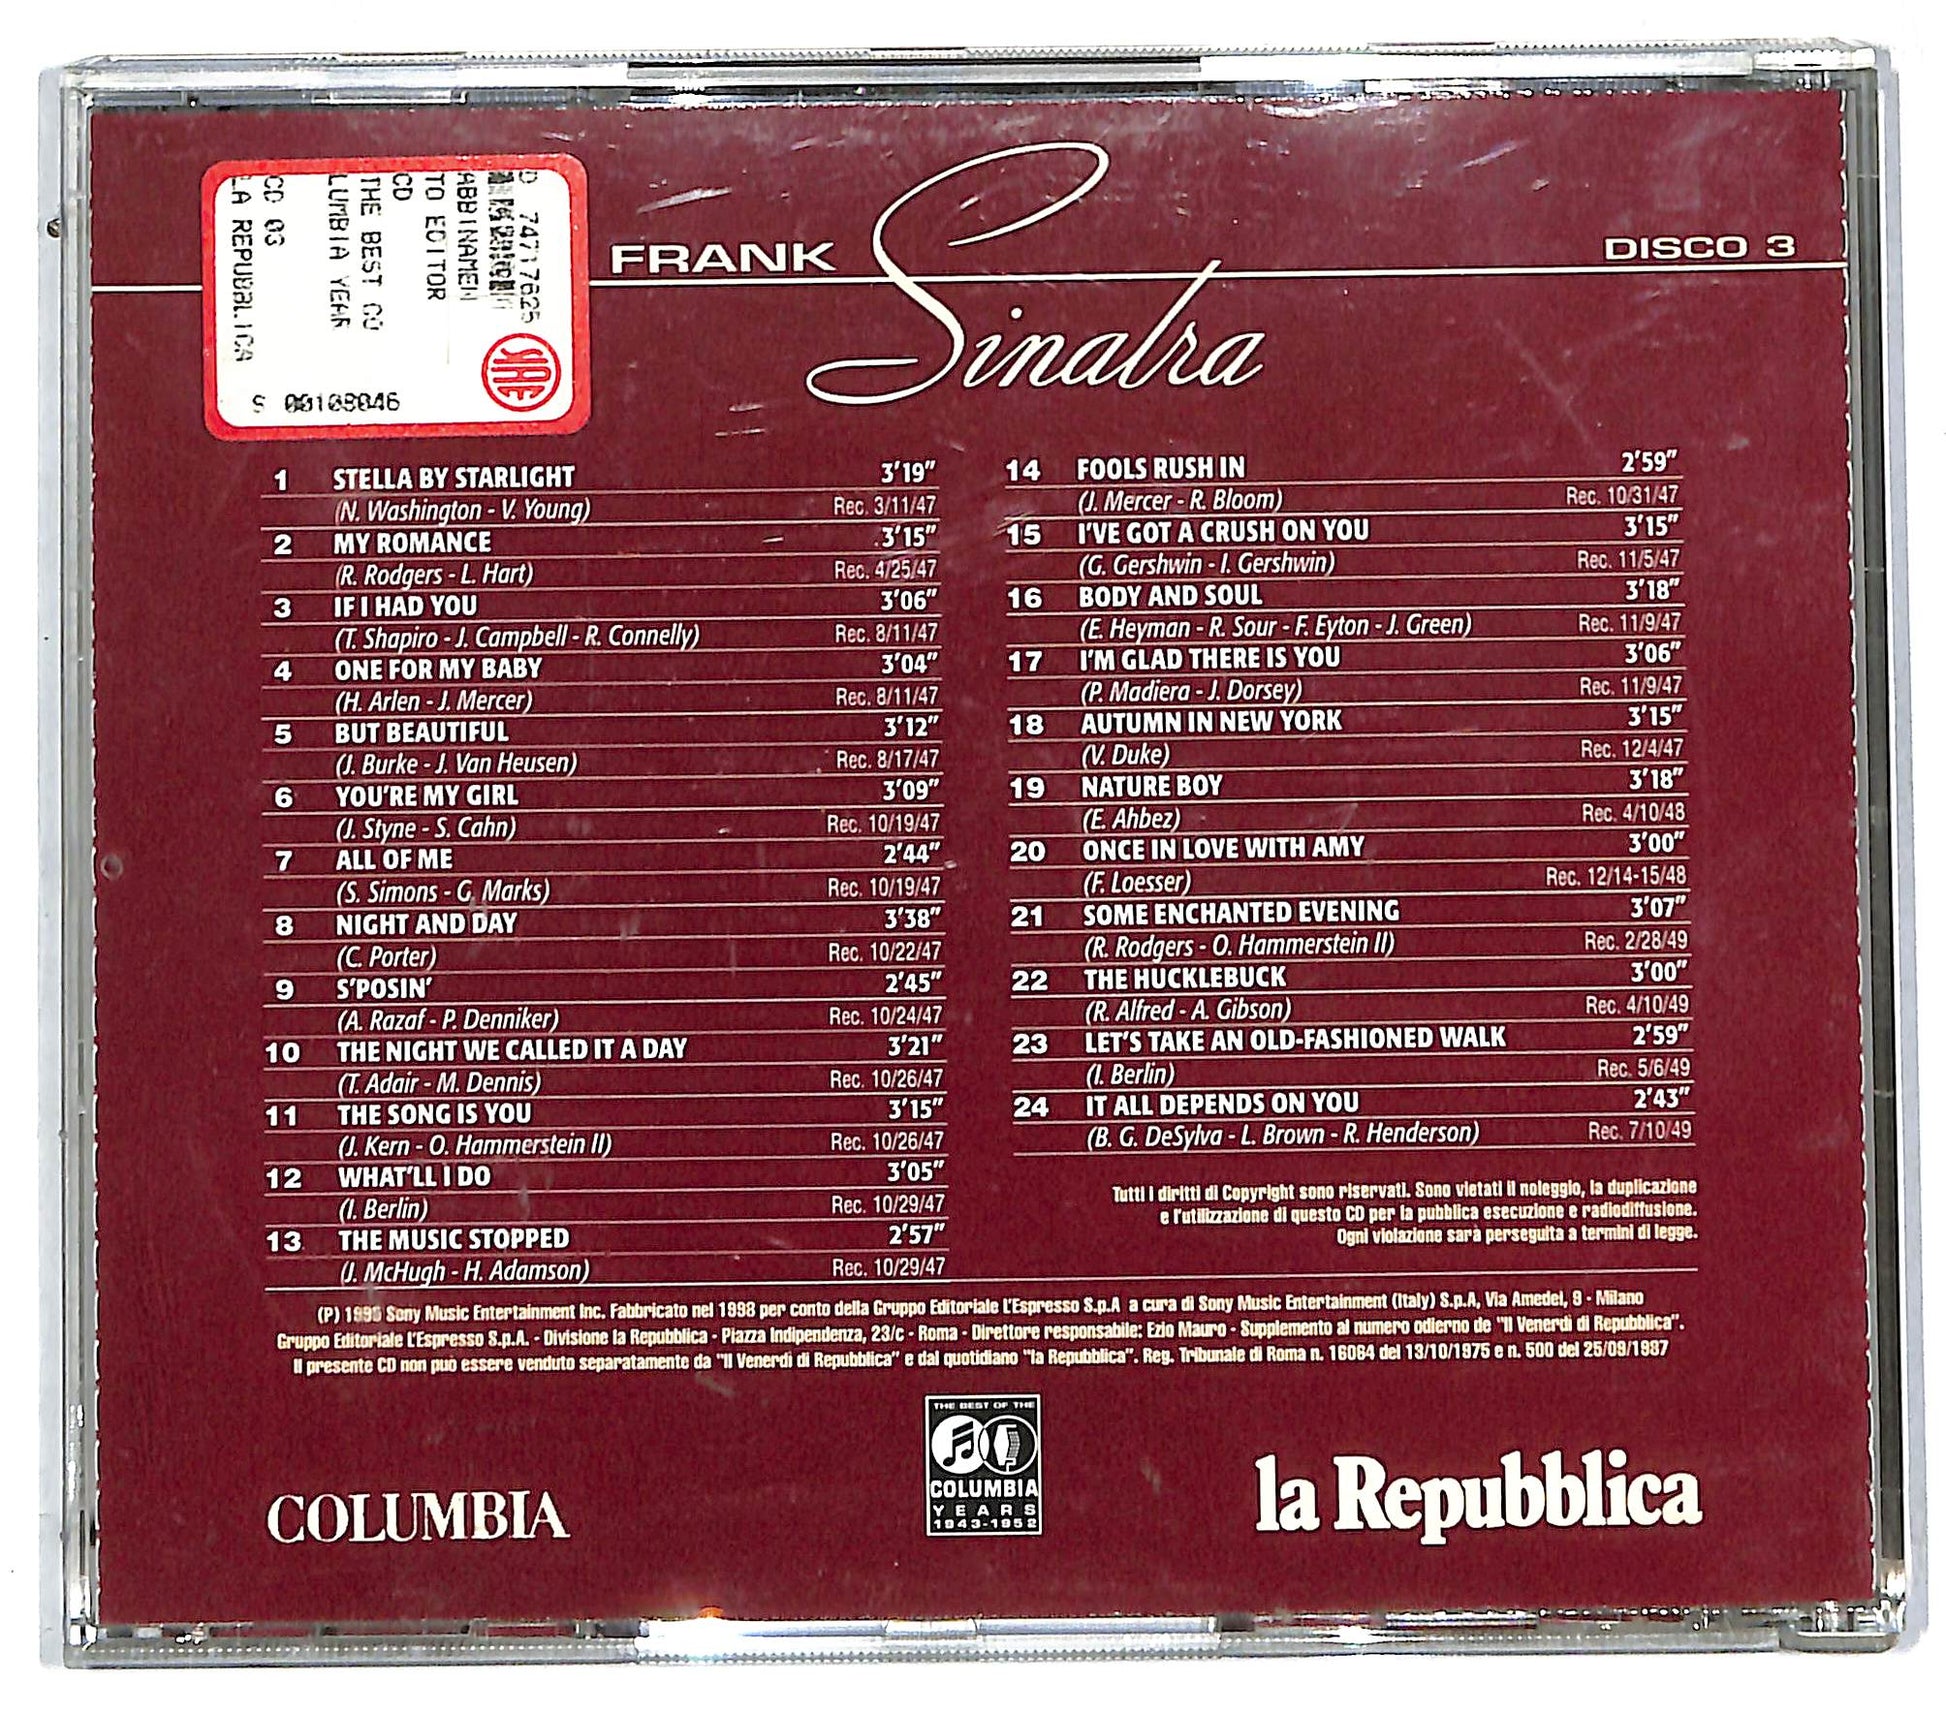 D 74717625
ABBINAMEN
TO EDITOR
CD
THE BEST CO
LUMBIA YEAR
CD 03
LA REPUBBLICA
S 00108046
SIAE
FRANK Sinatra
DISCO 3
1 STELLA BY STARLIGHT 3'19"
(N. Washington - V. Young) Rec. 3/11/47
2 MY ROMANCE 3'15"
(R. Rodgers - L. Hart) Rec. 4/25/47
3 IF I HAD YOU 3'06"
(T. Shapiro - J. Campbell - R. Connelly) Rec. 8/11/47
4 ONE FOR MY BABY 3'04"
(H. Arlen - J. Mercer) Rec. 8/11/47
5 BUT BEAUTIFUL 3'12"
(J. Burke - J. Van Heusen) Rec. 8/17/47
6 YOU'RE MY GIRL 3'09"
(J. Styne - S. Cahn) Rec. 10/19/47
7 ALL OF ME 2'44"
(S. Simons - G. Marks) Rec. 10/19/47
8 NIGHT AND DAY 3'38"
(C. Porter) Rec. 10/22/47
9 S'POSIN' 2'45"
(A. Razaf - P. Denniker) Rec. 10/24/47
10 THE NIGHT WE CALLED IT A DAY 3'21"
(T. Adair - M. Dennis) Rec. 10/26/47
11 THE SONG IS YOU 3'15"
(J. Kern - O. Hammerstein II) Rec. 10/26/47
12 WHAT'LL I DO 3'05"
(I. Berlin) Rec. 10/29/47
13 THE MUSIC STOPPED 2'57"
(J. McHugh - H. Adamson) Rec. 10/29/47
14 FOOLS RUSH IN 2'59"
(J. Mercer - R. Bloom) Rec. 10/31/47
15 I'VE GOT A CRUSH ON YOU 3'15"
(G. Gershwin - I. Gershwin) Rec. 11/5/47
16 BODY AND SOUL 3'18"
(E. Heyman - R. Sour - F. Eyton - J. Green) Rec. 11/9/47
17 I'M GLAD THERE IS YOU 3'06"
(P. Madiera - J. Dorsey) Rec. 11/9/47
18 AUTUMN IN NEW YORK 3'15"
(V. Duke) Rec. 12/4/47
19 NATURE BOY 3'18"
(E. Ahbez) Rec. 4/10/48
20 ONCE IN LOVE WITH AMY 3'00"
(F. Loesser) Rec. 12/14-15/48
21 SOME ENCHANTED EVENING 3'07"
(R. Rodgers - O. Hammerstein II) Rec. 2/28/49
22 THE HUCKLEBUCK 3'00"
(R. Alfred - A. Gibson) Rec. 4/10/49
23 LET'S TAKE AN OLD-FASHIONED WALK 2'59"
(I. Berlin) Rec. 5/6/49
24 IT ALL DEPENDS ON YOU 2'43"
(B. G. DeSylva - L. Brown - R. Henderson) Rec. 7/10/49
Tutti i diritti di Copyright sono riservati. Sono vietati il noleggio, la duplicazione
e l'utilizzazione di questo CD per la pubblica esecuzione e radiodiffusione.
Ogni violazione sarà perseguita a termini di legge.
(P) Sony Music Entertainment Inc. Fabbricato nel 1998 per conto della Gruppo Editoriale L'Espresso S.p.A a cura di Sony Music Entertainment (Italy) S.p.A, Via Amedei, 9 - Milano
Gruppo Editoriale L'Espresso S.p.A. - Divisione la Repubblica - Piazza Indipendenza, 23/c - Roma - Direttore responsabile: Ezio Mauro - Supplemento al numero odierno de "Il Venerdì di Repubblica".
Il presente CD non può essere venduto separatamente da "Il Venerdì di Repubblica" e dal quotidiano "la Repubblica". Reg. Tribunale di Roma n. 16064 del 13/10/1975 e n. 500 del 25/09/1987
COLUMBIA
THE BEST OF THE
COLUMBIA
YEARS
1943-1952
la Repubblica